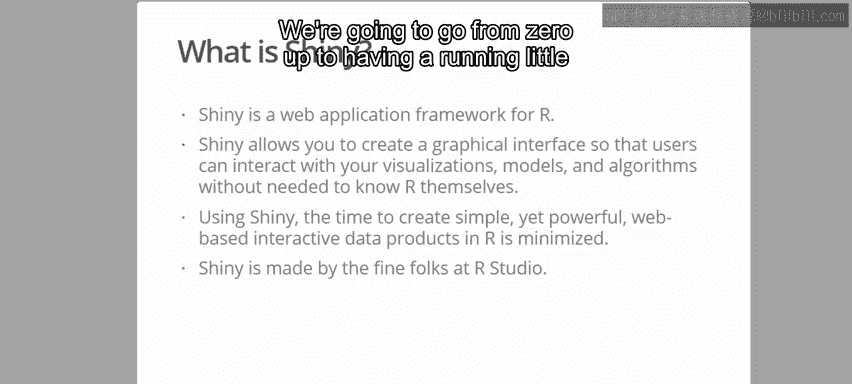 We're going to go from zero
up to having a running little
What is Shiny?
· Shiny is a web application framework for R.
· Shiny allows you to create a graphical interface so that users
can interact with your visualizations, models, and algorithms
without needed to know R themselves.
· Using Shiny, the time to create simple, yet powerful, web-
based interactive data products in R is minimized.
· Shiny is made by the fine folks at R Studio.
@bilibili.com